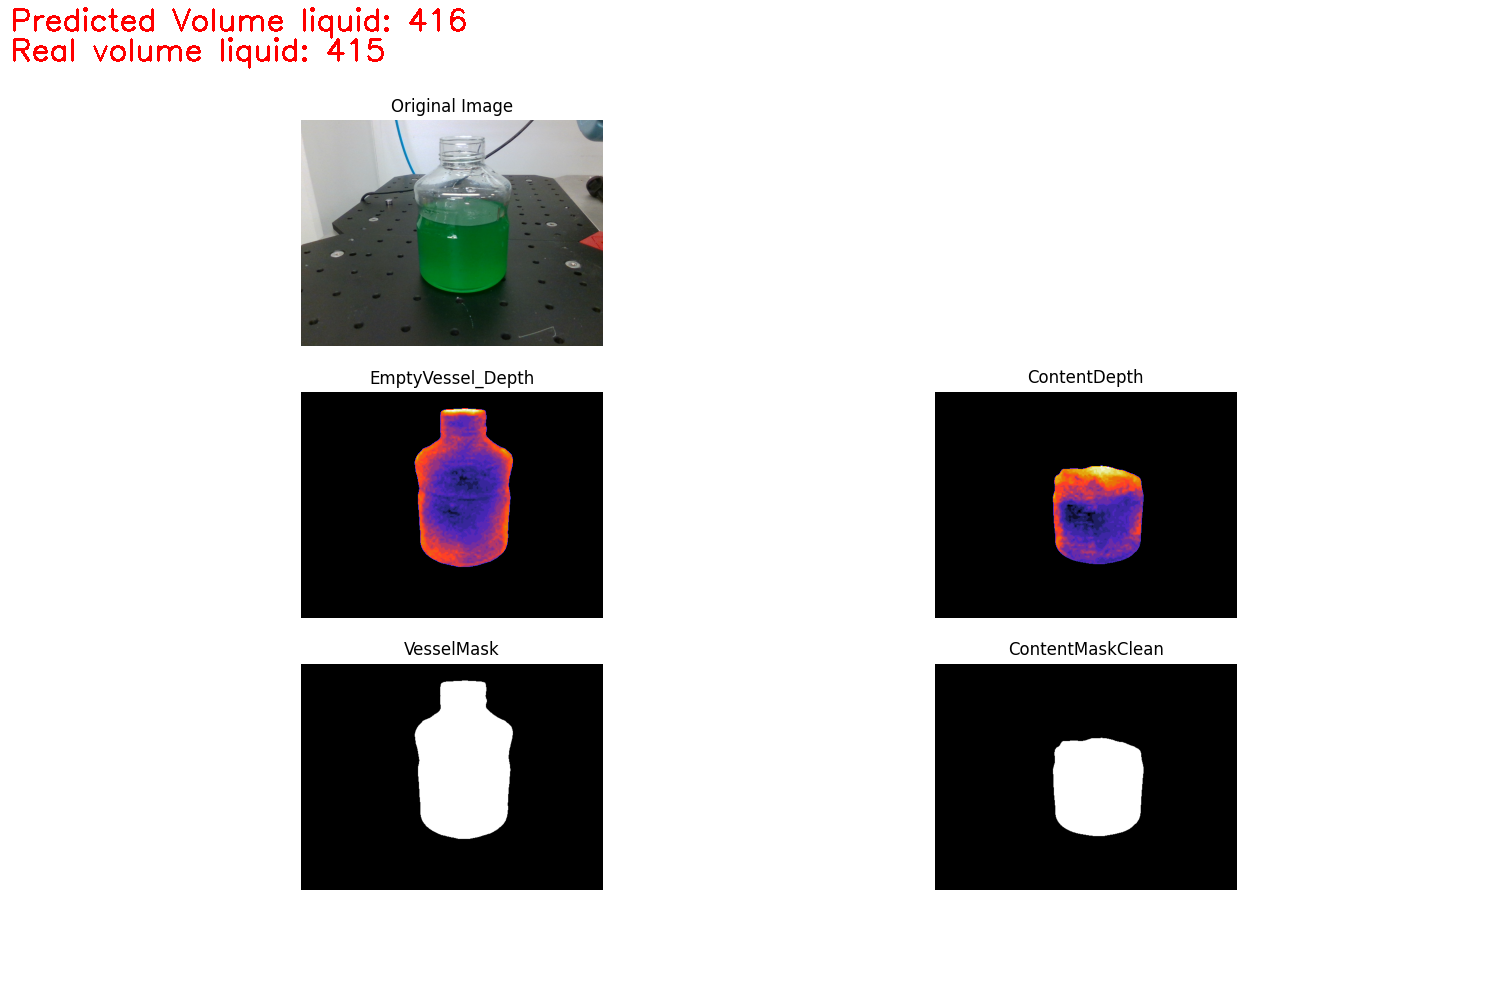 Predicted Volume liquid: 416
Real volume liquid: 415
Original Image
EmptyVessel_Depth
ContentDepth
VesselMask
ContentMaskClean